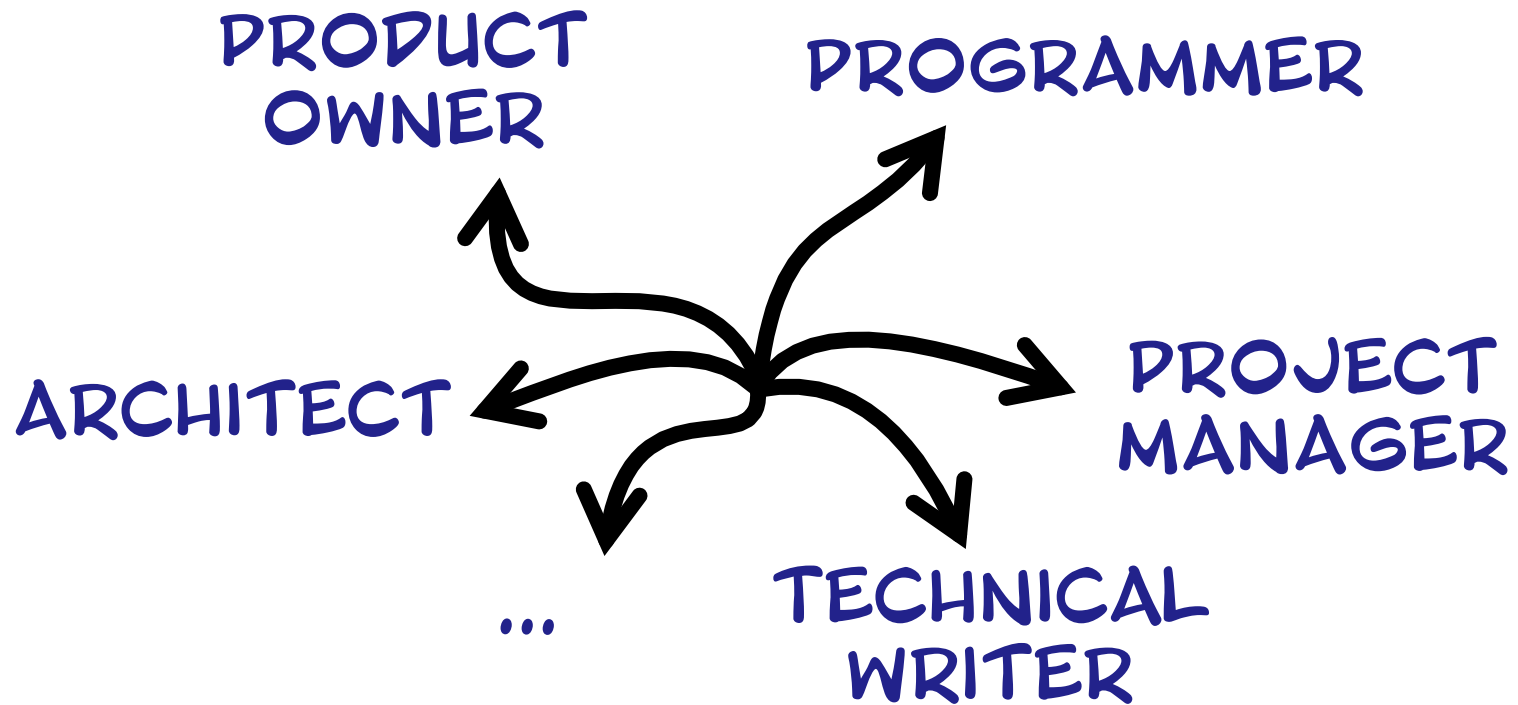 PRODUCT
OWNER
PROGRAMMER
ARCHITECT
PROJECT
MANAGER
...
TECHNICAL
WRITER